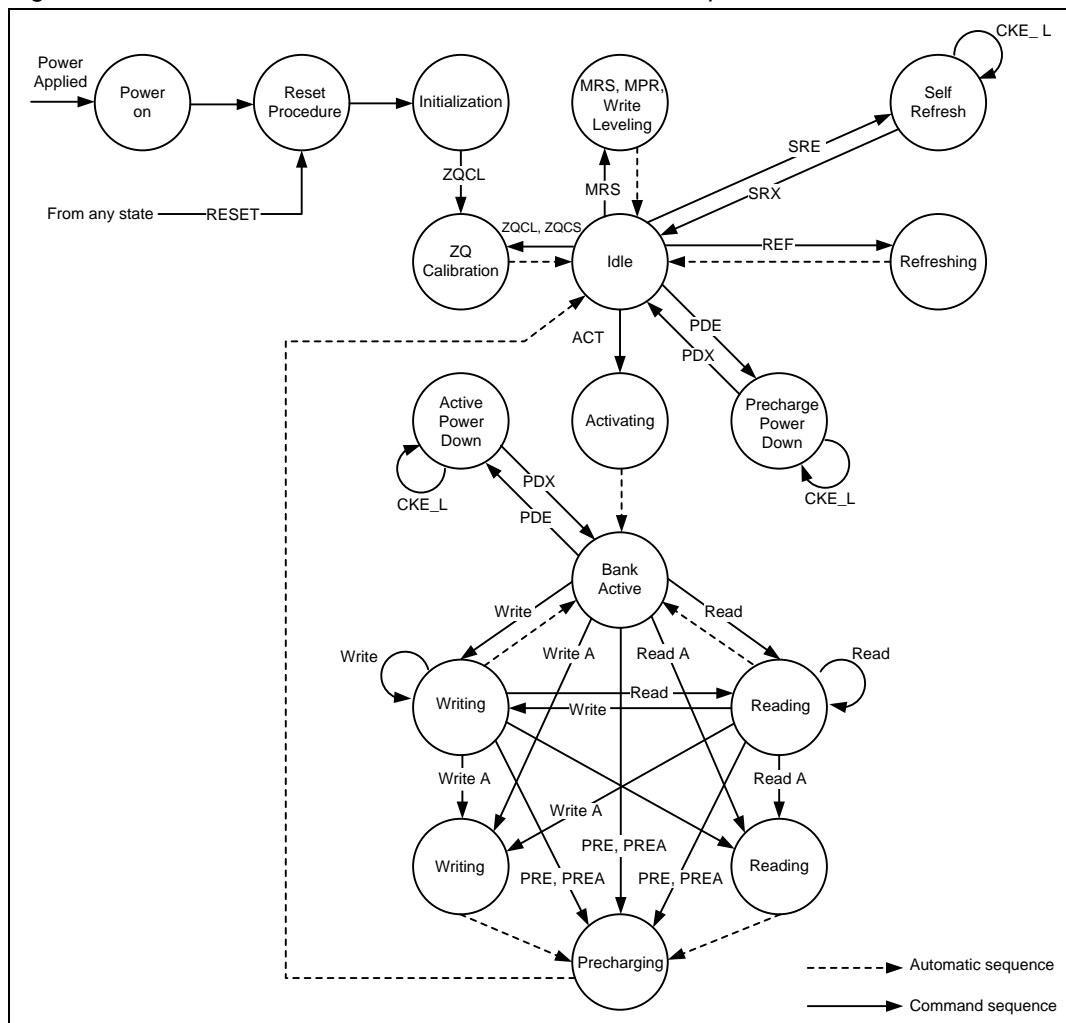 CKE_ L
Power
Applied
Power
on
Reset
Procedure
Initialization
MRS, MPR,
Write
Leveling
Self
Refresh
SRE
SRX
ZQCL
MRS
From any state
RESET
ZQCL, ZQCS
ZQ
Calibration
Idle
REF
Refreshing
PDE
PDX
ACT
Active
Power
Down
Activating
Precharge
Power
Down
PDX
PDE
CKE_L
CKE_L
Bank
Active
Write
Read
Write
Write A
Read A
Read
Writing
Read
Write
Reading
Write A
Read A
Write A
Writing
PRE, PREA
Reading
PRE, PREA
PRE, PREA
Precharging
Automatic sequence
Command sequence